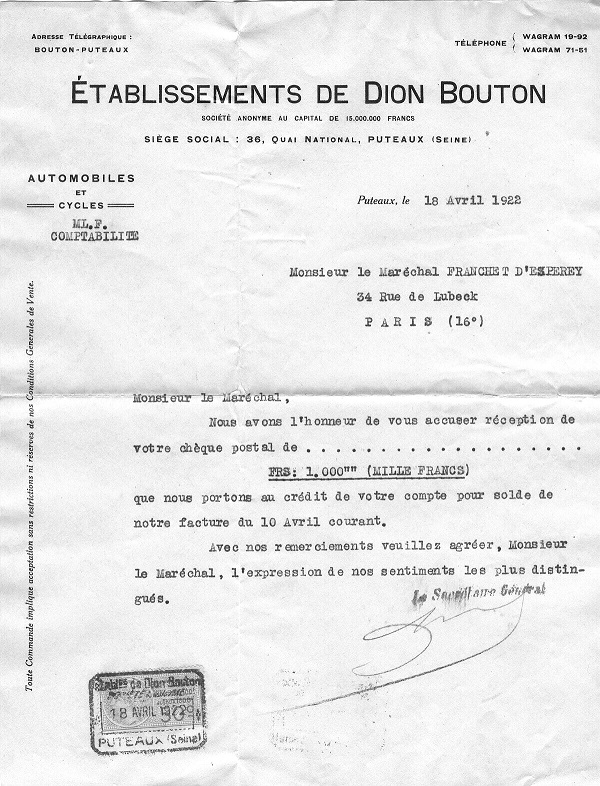 ADRESSE TÉLÉGRAPHIQUE :
BOUTON-PUTEAUX
TÉLÉPHONE { WAGRAM 19-92
WAGRAM 71-51
ÉTABLISSEMENTS DE DION BOUTON
SOCIÉTÉ ANONYME AU CAPITAL DE 15.000.000 FRANCS
SIÈGE SOCIAL : 36, QUAI NATIONAL, PUTEAUX (SEINE)
AUTOMOBILES
ET
CYCLES
ML.F.
COMPTABILITE
Puteaux, le 18 Avril 1922
Monsieur le Maréchal FRANCHET D'ESPEREY
34 Rue de Lubeck
PARIS (16°)
Monsieur le Maréchal,
Nous avons l'honneur de vous accuser réception de
votre chèque postal de . . . . . . . . . . . . . . . . . . .
FRS: 1.000"" (MILLE FRANCS)
que nous portons au crédit de votre compte pour solde de
notre facture du 10 Avril courant.
Avec nos remerciements veuillez agréer, Monsieur
le Maréchal, l'expression de nos sentiments les plus distin-
gués.
Le Secrétaire Général
Toute Commande implique acceptation sans restrictions ni réserves de nos Conditions Générales de Vente.
de Dion Bouton
18 AVRIL 1922
PUTEAUX (Seine)